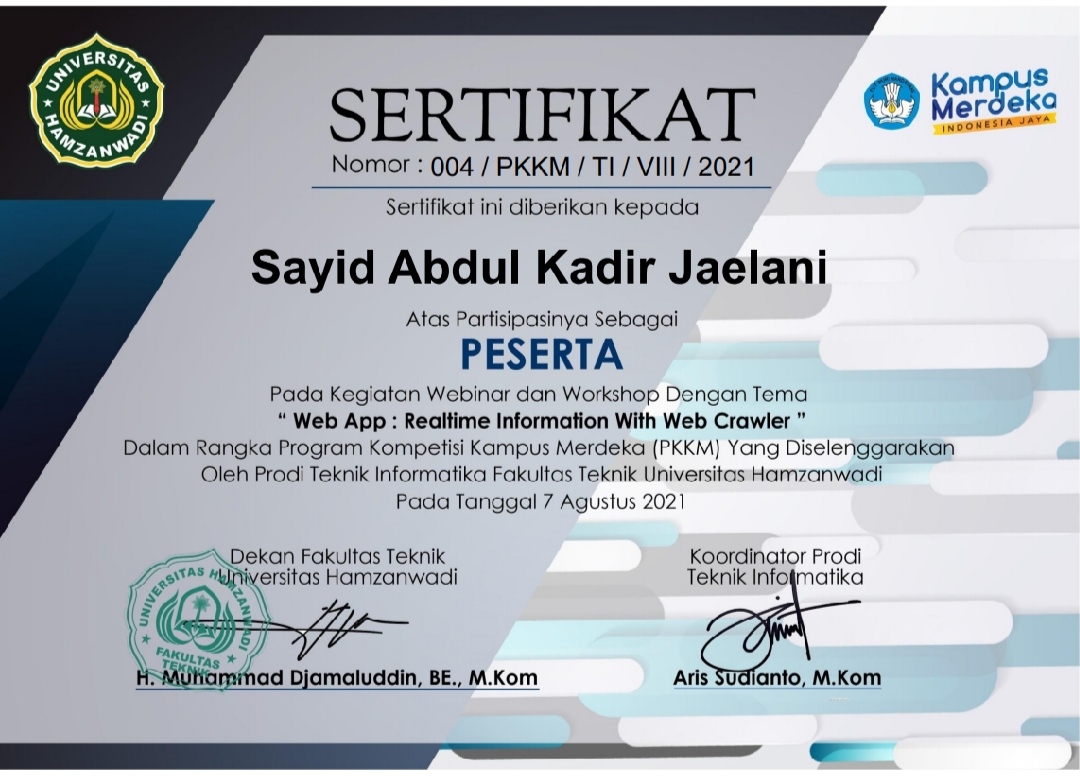 UNIVERSITAS
HAMZANWADI
Kampus
Merdeka
INDONESIA JAYA
SERTIFIKAT
Nomor : 004 / PKKM / TI / VIII / 2021
Sertifikat ini diberikan kepada
Sayid Abdul Kadir Jaelani
Atas Partisipasinya Sebagai
PESERTA
Pada Kegiatan Webinar dan Workshop Dengan Tema
“ Web App : Realtime Information With Web Crawler ”
Dalam Rangka Program Kompetisi Kampus Merdeka (PKKM) Yang Diselenggarakan
Oleh Prodi Teknik Informatika Fakultas Teknik Universitas Hamzanwadi
Pada Tanggal 7 Agustus 2021
Dekan Fakultas Teknik
Universitas Hamzanwadi
UNIVERSITAS HAMZANWADI
FAKULTAS
TEKNIK
H. Muhammad Djamaluddin, BE., M.Kom
Koordinator Prodi
Teknik Informatika
Aris Sudianto, M.Kom